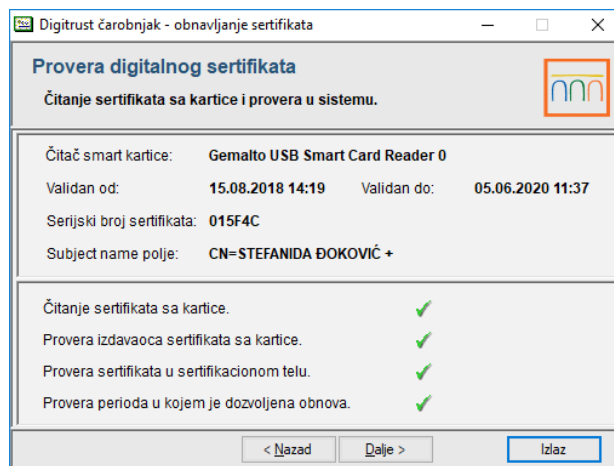 Digitrust čarobnjak - obnavljanje sertifikata
Provera digitalnog sertifikata
Čitanje sertifikata sa kartice i provera u sistemu.
Čitač smart kartice: Gemalto USB Smart Card Reader 0
Validan od: 15.08.2018 14:19 Validan do: 05.06.2020 11:37
Serijski broj sertifikata: 015F4C
Subject name polje: CN=STEFANIDA ĐOKOVIĆ +
Čitanje sertifikata sa kartice.
Provera izdavaoca sertifikata sa kartice.
Provera sertifikata u sertifikacionom telu.
Provera perioda u kojem je dozvoljena obnova.
< Nazad Dalje > Izlaz